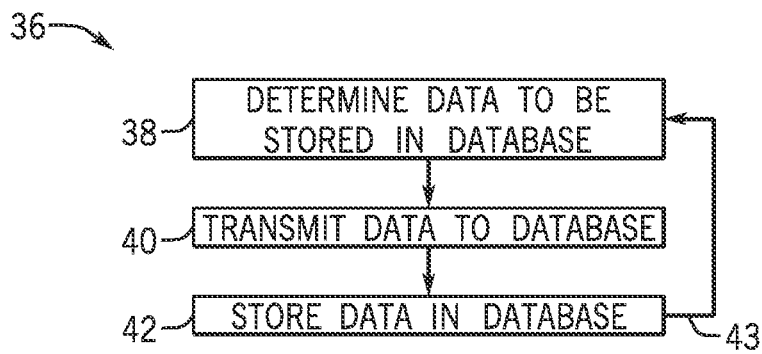 36
DETERMINE DATA TO BE
38
STORED IN DATABASE
40
TRANSMIT DATA TO DATABASE
42
STORE DATA IN DATABASE
43